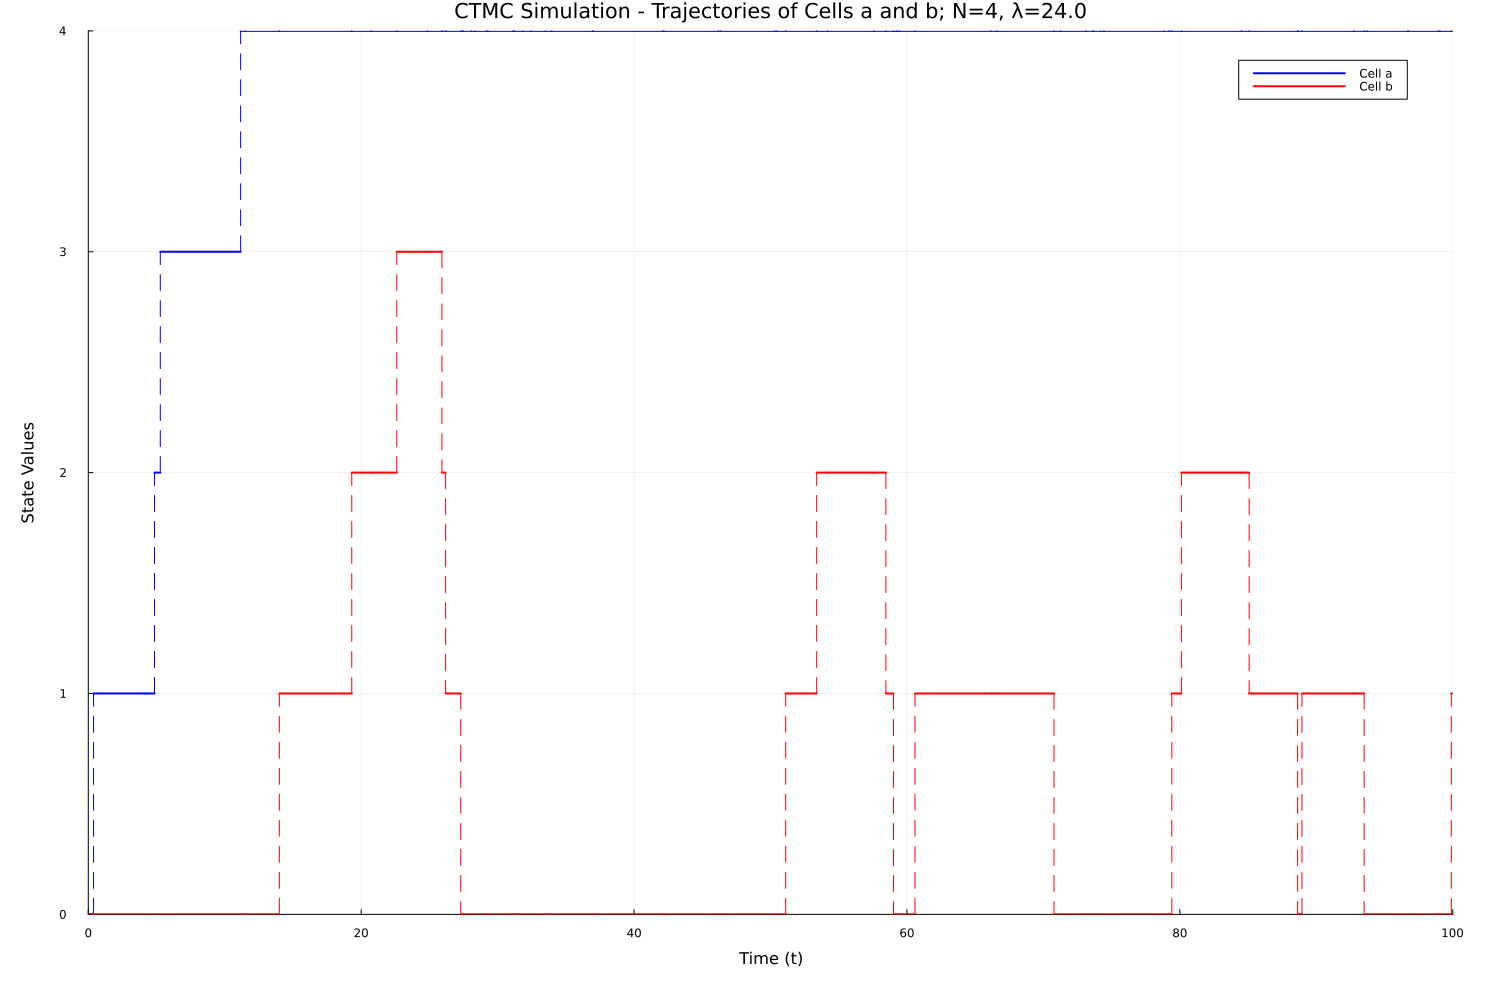 CTMC Simulation - Trajectories of Cells a and b; N=4, λ=24.0
4
Cell a
Cell b
3
State Values
2
1
0
0 20 40 60 80 100
Time (t)